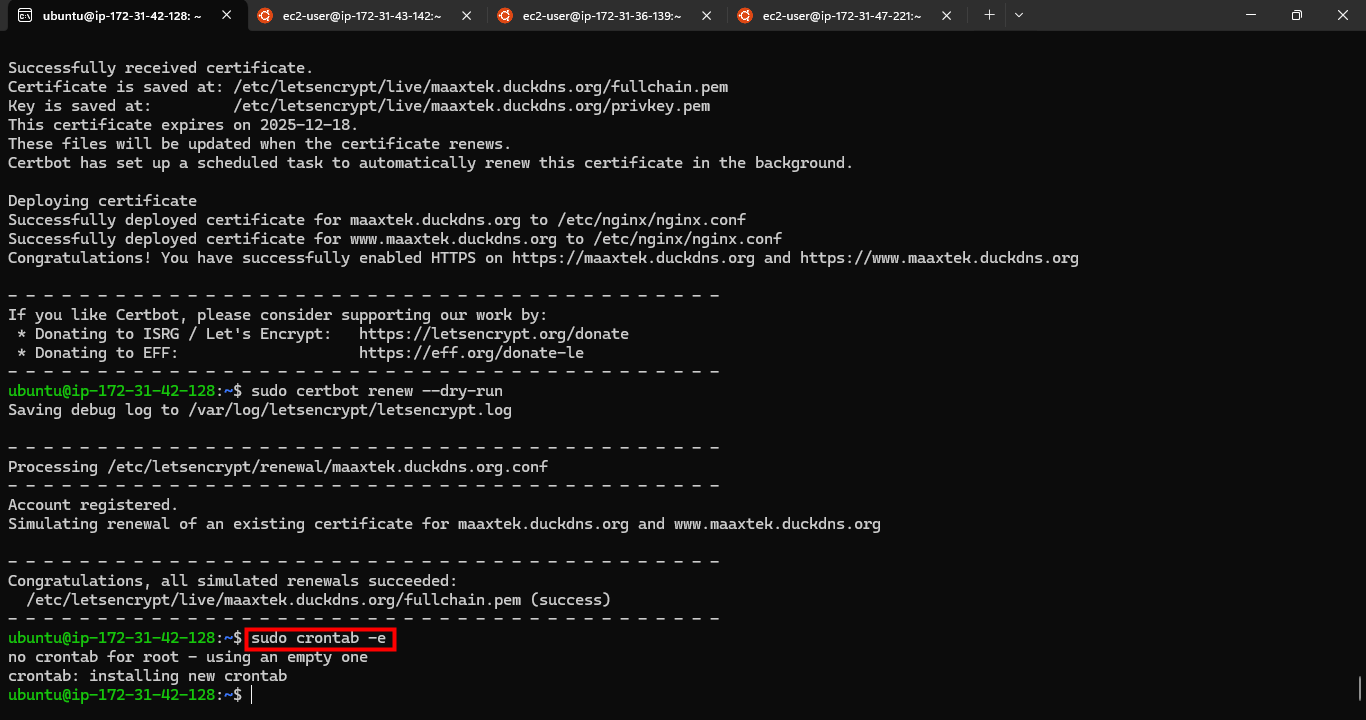 ubuntu@ip-172-31-42-128: ~
ec2-user@ip-172-31-43-142:~
ec2-user@ip-172-31-36-139:~
ec2-user@ip-172-31-47-221:~
Successfully received certificate.
Certificate is saved at: /etc/letsencrypt/live/maaxtek.duckdns.org/fullchain.pem
Key is saved at:         /etc/letsencrypt/live/maaxtek.duckdns.org/privkey.pem
This certificate expires on 2025-12-18.
These files will be updated when the certificate renews.
Certbot has set up a scheduled task to automatically renew this certificate in the background.
Deploying certificate
Successfully deployed certificate for maaxtek.duckdns.org to /etc/nginx/nginx.conf
Successfully deployed certificate for www.maaxtek.duckdns.org to /etc/nginx/nginx.conf
Congratulations! You have successfully enabled HTTPS on https://maaxtek.duckdns.org and https://www.maaxtek.duckdns.org
- - - - - - - - - - - - - - - - - - - - - - - - - - - - - - - - - - - - - - - -
If you like Certbot, please consider supporting our work by:
 * Donating to ISRG / Let's Encrypt:   https://letsencrypt.org/donate
 * Donating to EFF:                    https://eff.org/donate-le
- - - - - - - - - - - - - - - - - - - - - - - - - - - - - - - - - - - - - - - -
ubuntu@ip-172-31-42-128:~$ sudo certbot renew --dry-run
Saving debug log to /var/log/letsencrypt/letsencrypt.log
- - - - - - - - - - - - - - - - - - - - - - - - - - - - - - - - - - - - - - - -
Processing /etc/letsencrypt/renewal/maaxtek.duckdns.org.conf
- - - - - - - - - - - - - - - - - - - - - - - - - - - - - - - - - - - - - - - -
Account registered.
Simulating renewal of an existing certificate for maaxtek.duckdns.org and www.maaxtek.duckdns.org
- - - - - - - - - - - - - - - - - - - - - - - - - - - - - - - - - - - - - - - -
Congratulations, all simulated renewals succeeded:
  /etc/letsencrypt/live/maaxtek.duckdns.org/fullchain.pem (success)
- - - - - - - - - - - - - - - - - - - - - - - - - - - - - - - - - - - - - - - -
ubuntu@ip-172-31-42-128:~$ sudo crontab -e
no crontab for root - using an empty one
crontab: installing new crontab
ubuntu@ip-172-31-42-128:~$